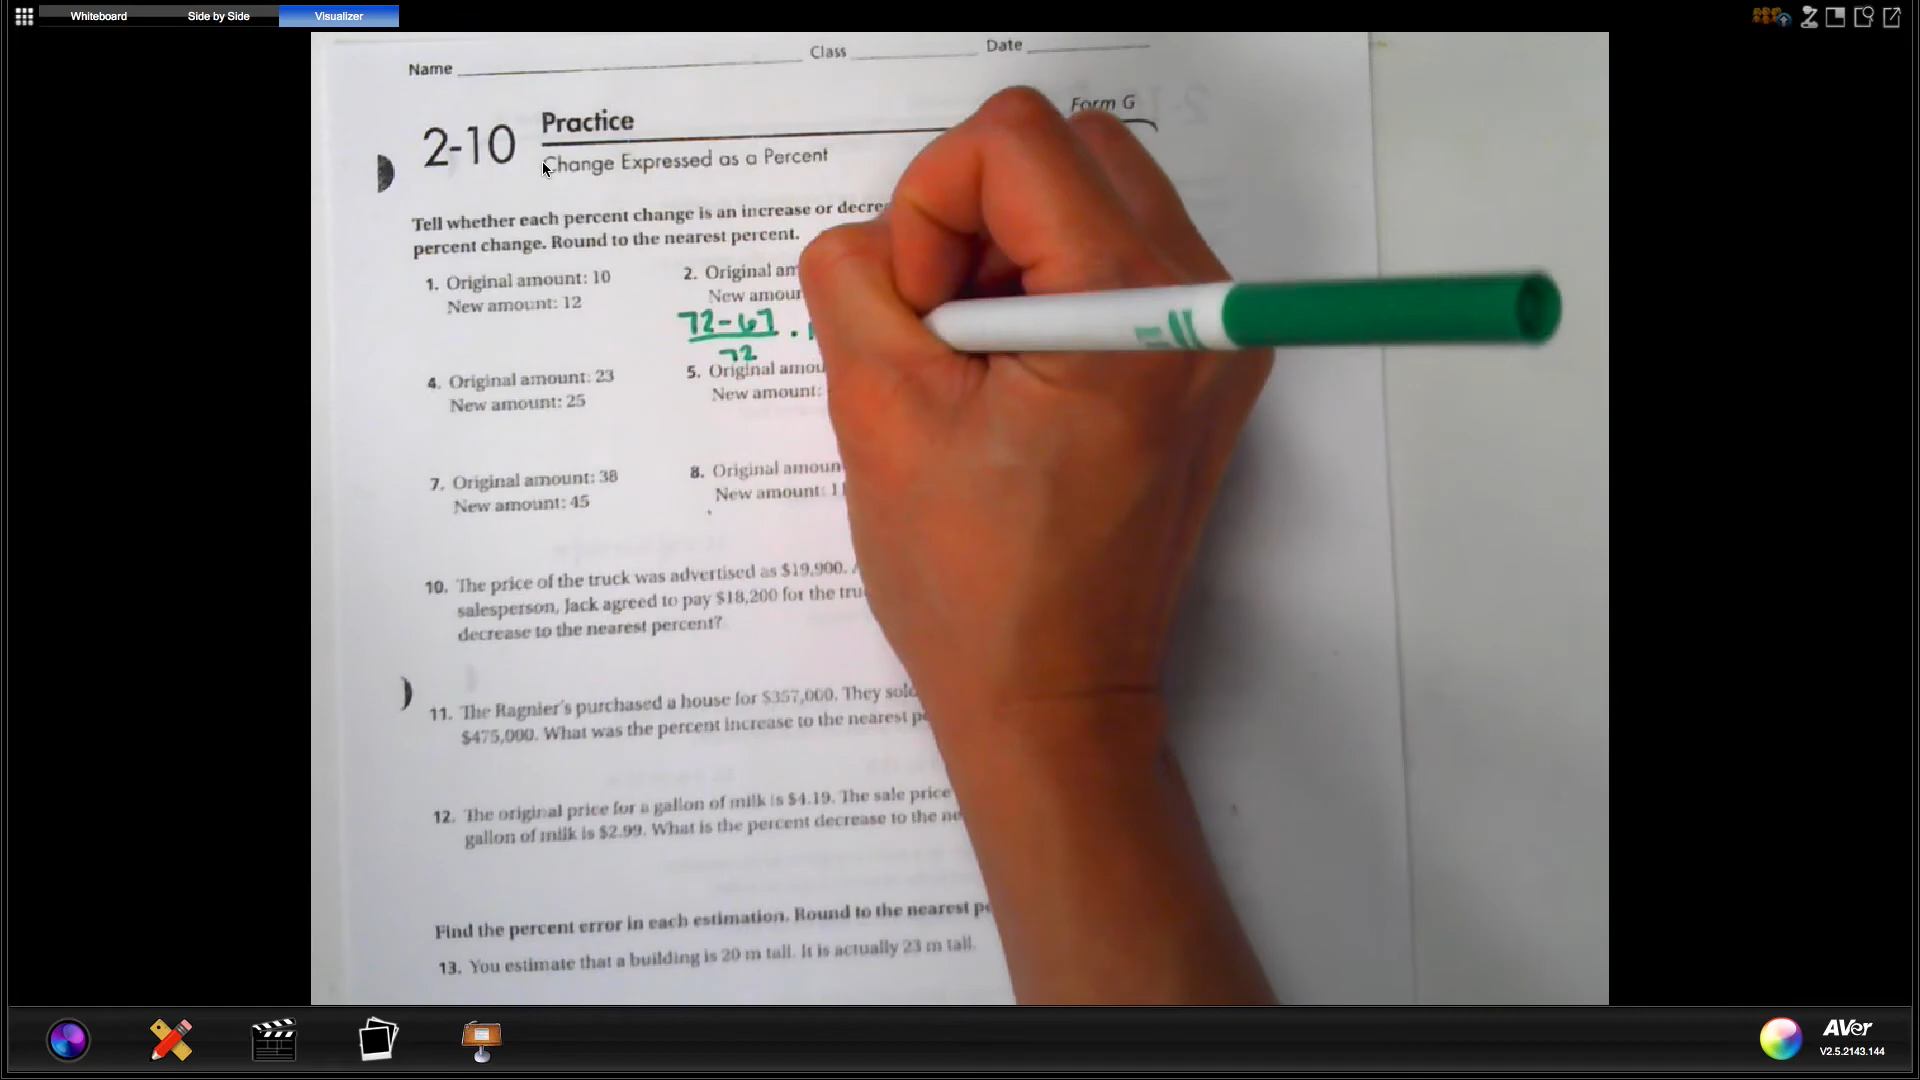 Whiteboard
Side by Side
Visualizer
Name
Class
Date
2-10
Practice
Form G
Change Expressed as a Percent
Tell whether each percent change is an increase or
percent change. Round to the nearest percent.
1. Original amount: 10
New amount: 12
2. Original
New
72-67
72
4. Original amount: 23
New amount: 25
5. Original
New amount:
7. Original amount: 38
New amount: 45
8. Original
New amount:
10. The price of the truck was advertised as $19,900.
salesperson, Jack agreed to pay $18,200 for the
decrease to the nearest percent?
11. The Ragnier's purchased a house for $357,000. They
$475,000. What was the percent increase to the nearest
12. The original price for a gallon of milk is $4.19. The sale price
gallon of milk is $2.99. What is the percent decrease to the
Find the percent error in each estimation. Round to the nearest
13. You estimate that a building is 20 m tall. It is actually 23 m tall.
AVer
V2.5.2143.144